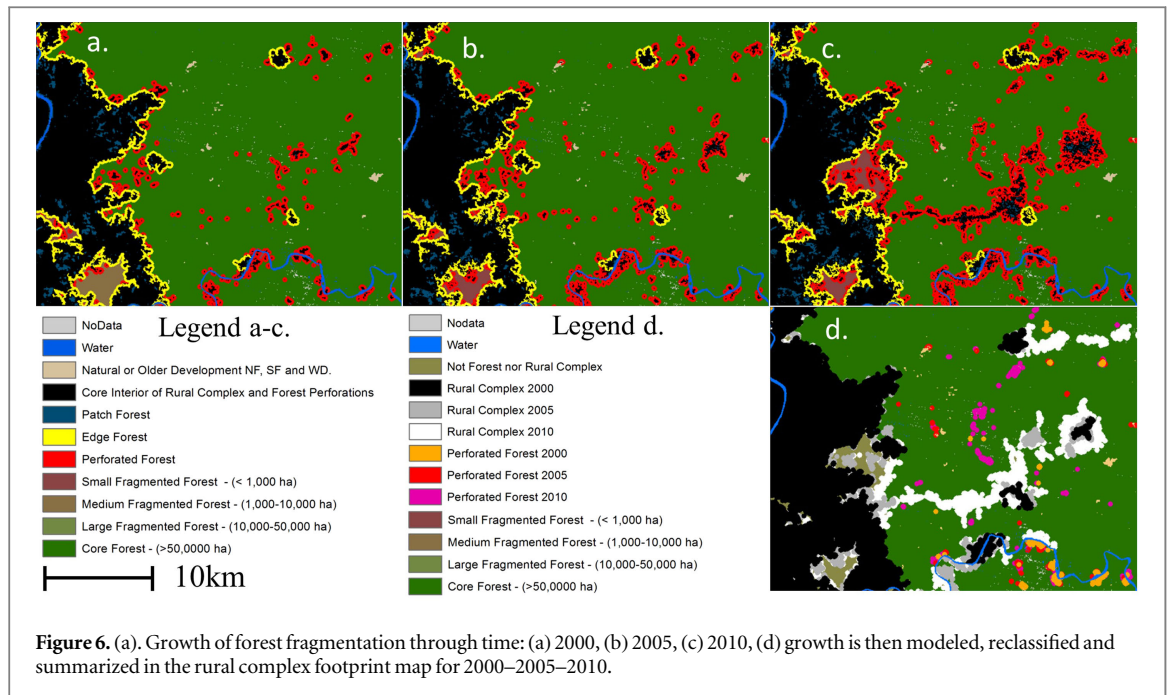 a.
b.
c.
Legend a-c.
NoData
Water
Natural or Older Development NF, SF and WD.
Core Interior of Rural Complex and Forest Perforations
Patch Forest
Edge Forest
Perforated Forest
Small Fragmented Forest - (< 1,000 ha)
Medium Fragmented Forest - (1,000-10,000 ha)
Large Fragmented Forest - (10,000-50,000 ha)
Core Forest - (>50,0000 ha)
10km
Legend d.
Nodata
Water
Not Forest nor Rural Complex
Rural Complex 2000
Rural Complex 2005
Rural Complex 2010
Perforated Forest 2000
Perforated Forest 2005
Perforated Forest 2010
Small Fragmented Forest - (< 1,000 ha)
Medium Fragmented Forest - (1,000-10,000 ha)
Large Fragmented Forest - (10,000-50,000 ha)
Core Forest - (>50,0000 ha)
d.
Figure 6. (a). Growth of forest fragmentation through time: (a) 2000, (b) 2005, (c) 2010, (d) growth is then modeled, reclassified and
summarized in the rural complex footprint map for 2000–2005–2010.